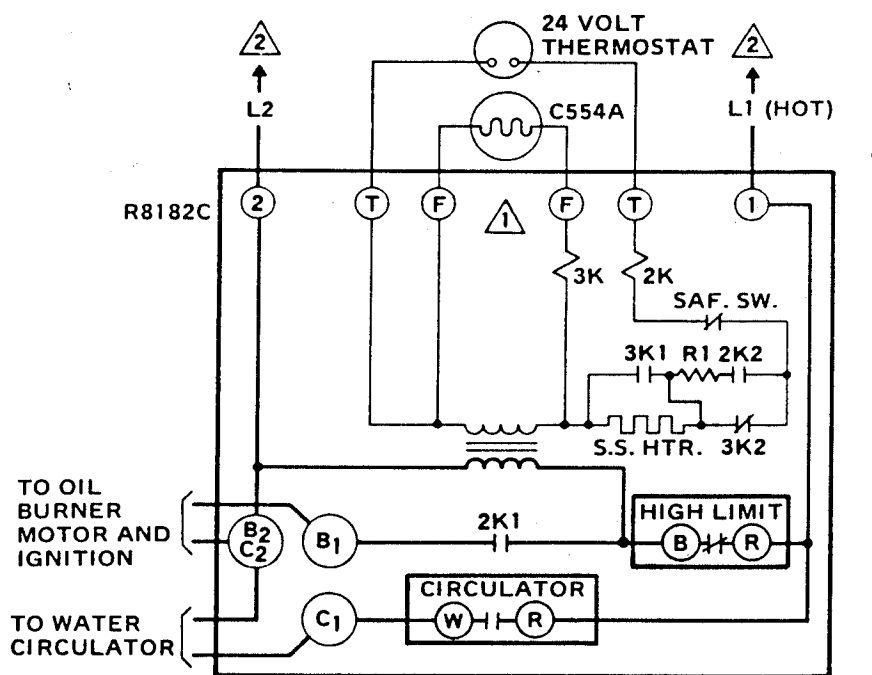 24 VOLT
THERMOSTAT
2
2
L2
C554A
L1 (HOT)
R8182C
2
T
F
1
F
T
1
3K
2K
SAF. SW.
3K1
R1
2K2
S.S. HTR.
3K2
TO OIL
BURNER
MOTOR AND
IGNITION
B2
C2
B1
2K1
HIGH LIMIT
B
R
CIRCULATOR
TO WATER
CIRCULATOR
C1
W
R